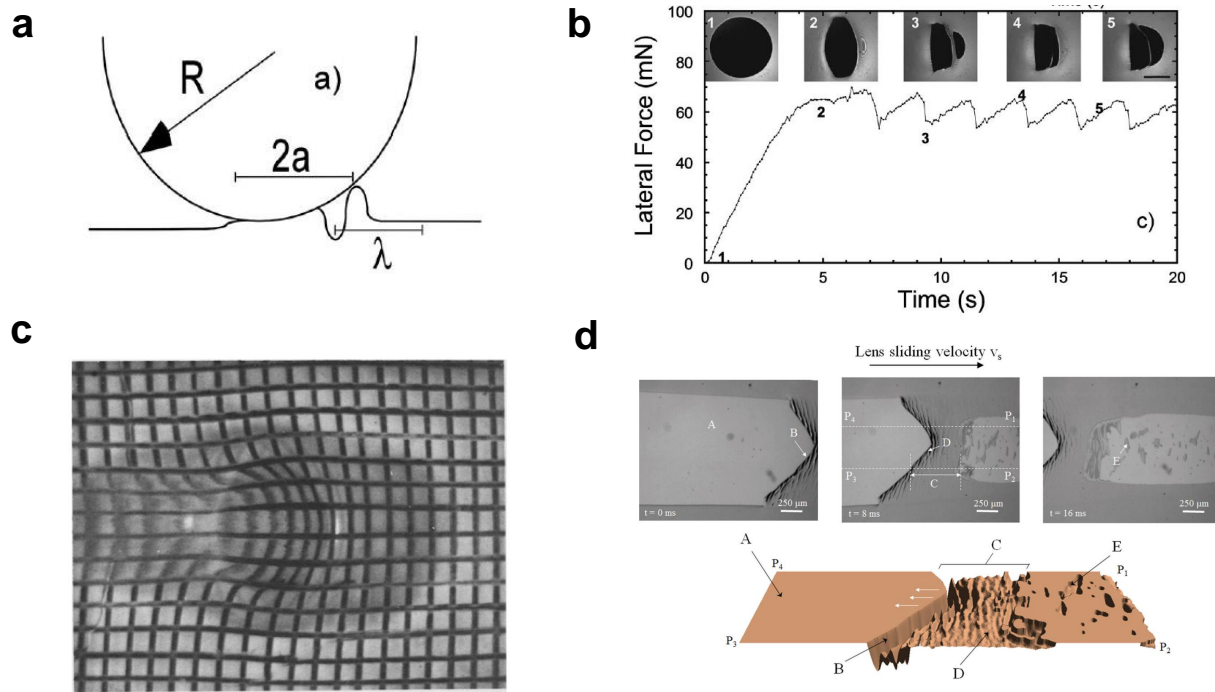 a
R
a)
2a
λ
b
Lateral Force (mN)
100
80
60
40
20
0
1
2
3
4
5
1
2
3
4
5
c)
0
5
10
15
20
Time (s)
c
d
Lens sliding velocity vs
A
B
t = 0 ms
250 μm
P4
P1
D
C
P3
P2
t = 8 ms
250 μm
E
t = 16 ms
250 μm
A
P4
C
E
P1
P3
B
D
P2